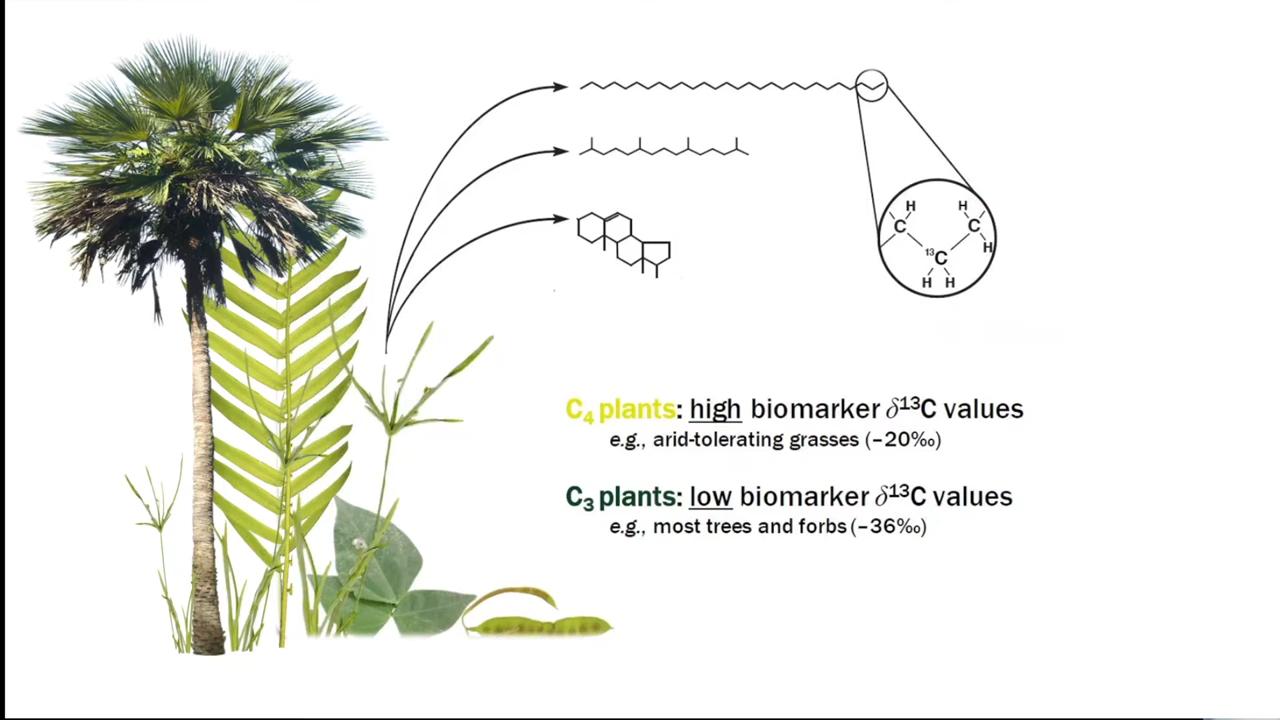 H H
C C
¹³C H
H H
C₄ plants: high biomarker δ¹³C values
e.g., arid-tolerating grasses (−20‰)
C₃ plants: low biomarker δ¹³C values
e.g., most trees and forbs (−36‰)